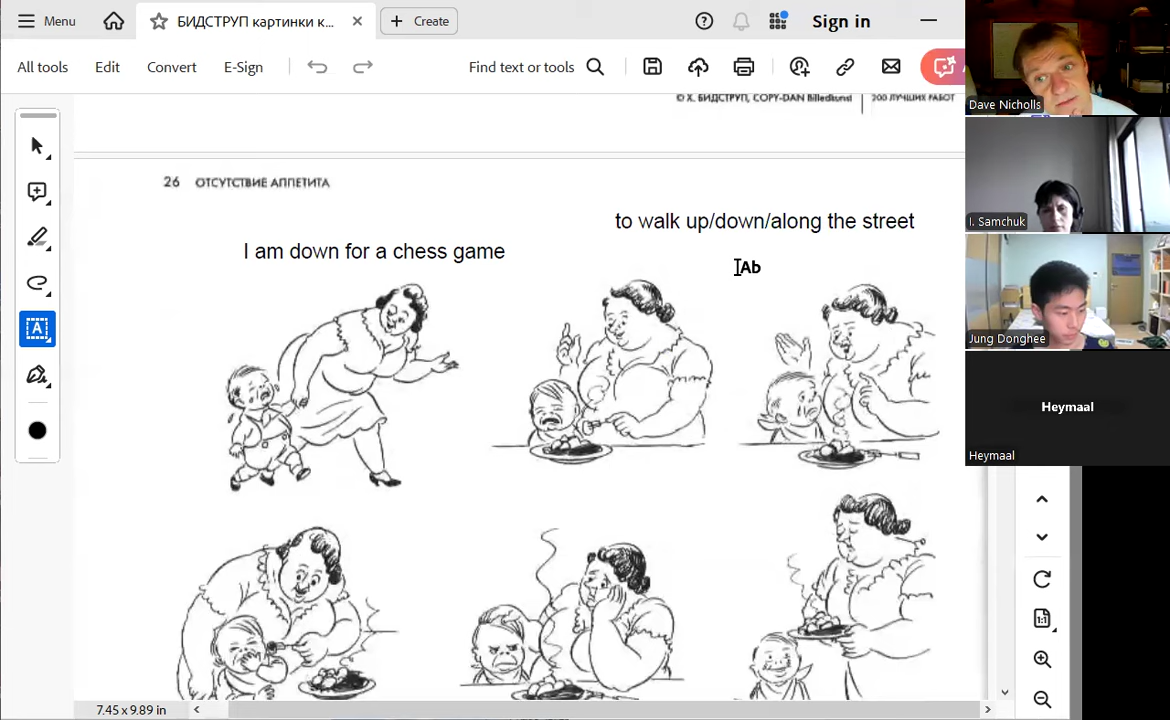 Menu
БИДСТРУП картинки к...
Create
Sign in
All tools
Edit
Convert
E-Sign
Find text or tools
© Х. БИДСТРУП, COPY-DAN Billedkunst
200 ЛУЧШИХ РАБОТ
Dave Nicholls
26 ОТСУТСТВИЕ АППЕТИТА
to walk up/down/along the street
I am down for a chess game
Ab
I. Samchuk
Jung Donghee
Heymaal
Heymaal
1:1
7.45 x 9.89 in